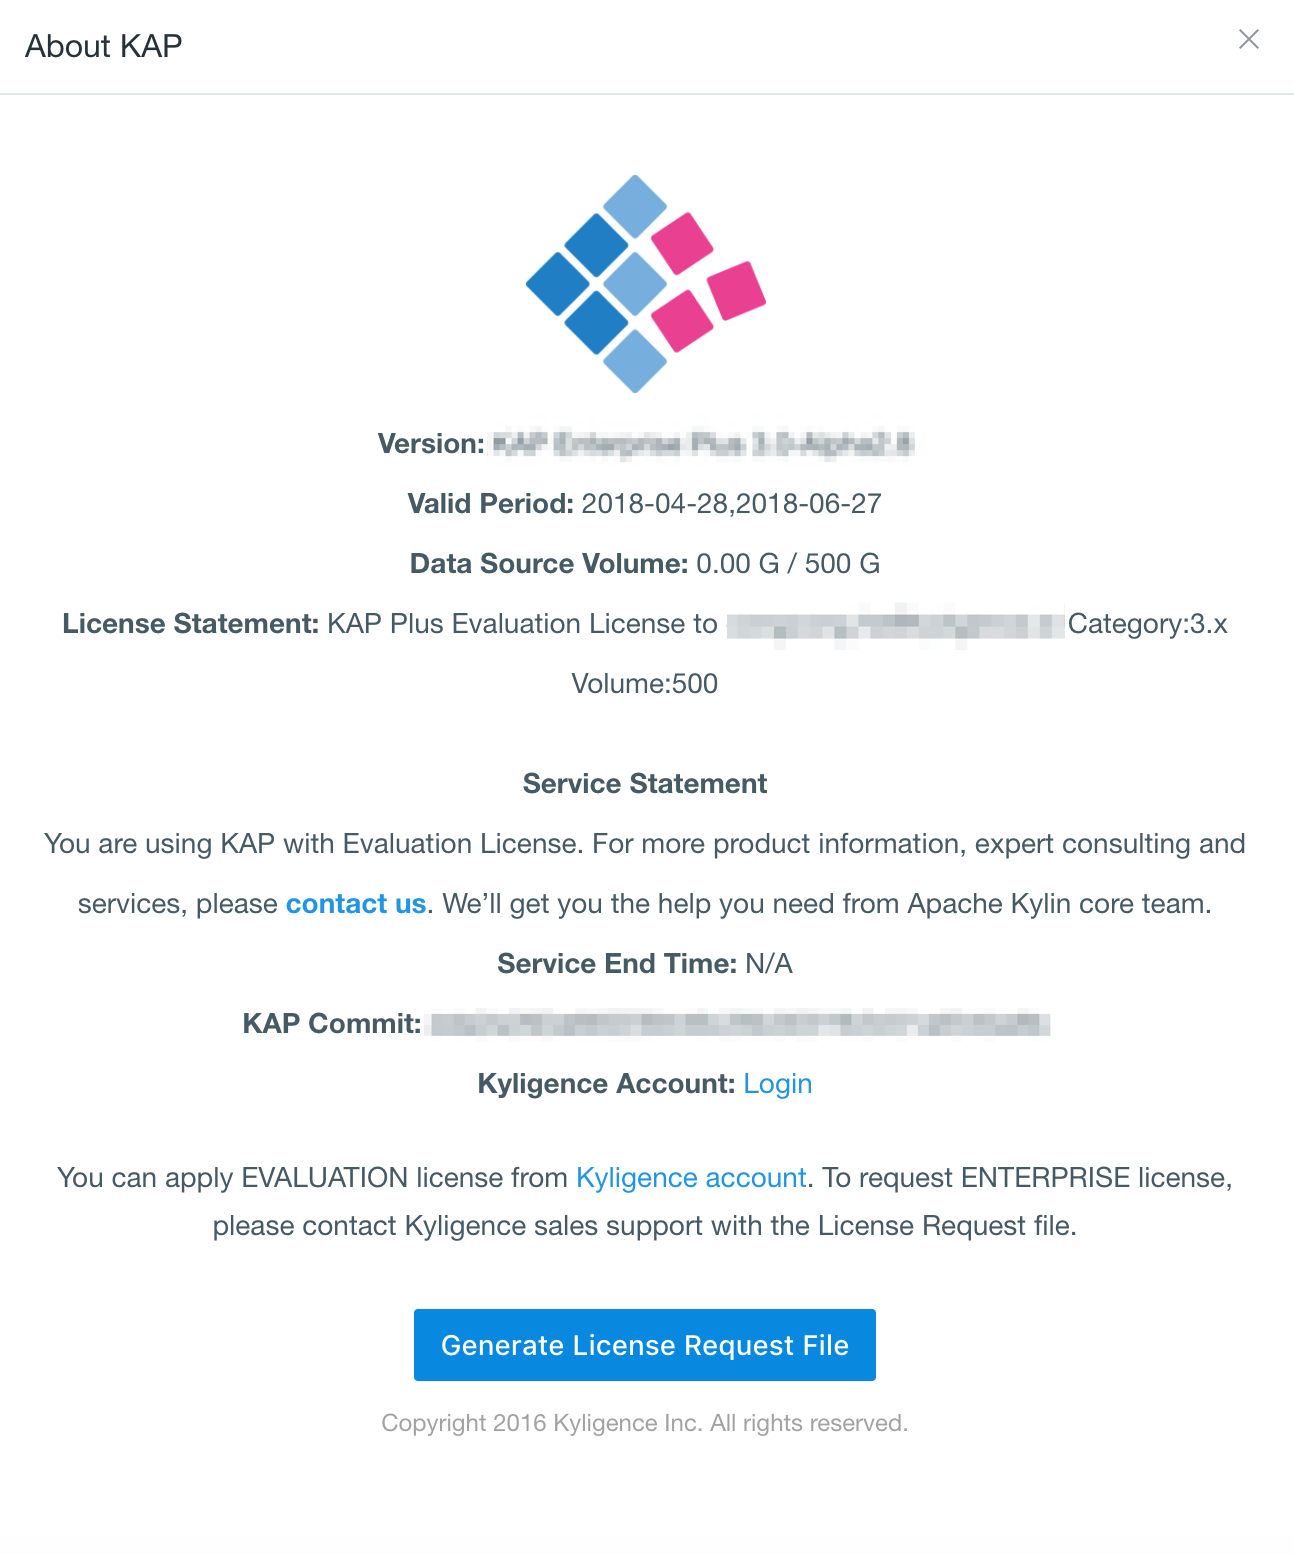 About KAP
Version:
Valid Period: 2018-04-28,2018-06-27
Data Source Volume: 0.00 G / 500 G
License Statement: KAP Plus Evaluation License to Category:3.x
Volume:500
Service Statement
You are using KAP with Evaluation License. For more product information, expert consulting and
services, please contact us. We’ll get you the help you need from Apache Kylin core team.
Service End Time: N/A
KAP Commit:
Kyligence Account: Login
You can apply EVALUATION license from Kyligence account. To request ENTERPRISE license,
please contact Kyligence sales support with the License Request file.
Generate License Request File
Copyright 2016 Kyligence Inc. All rights reserved.